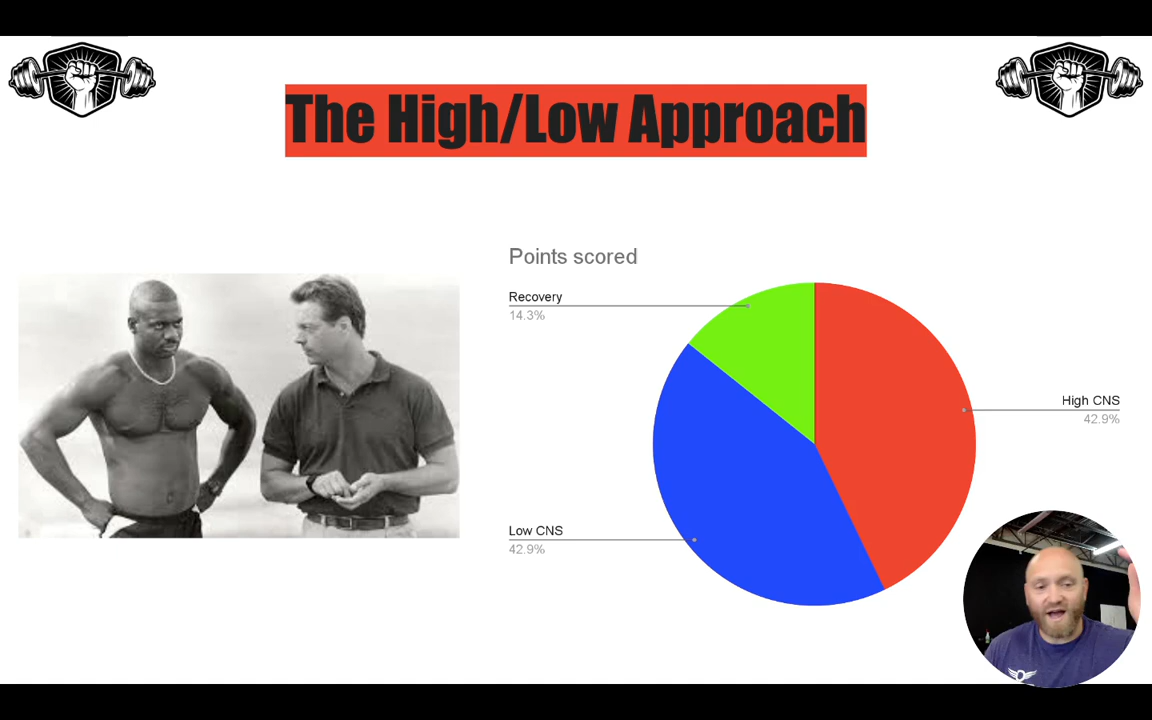 The High/Low Approach
Points scored
Recovery
14.3%
High CNS
42.9%
Low CNS
42.9%